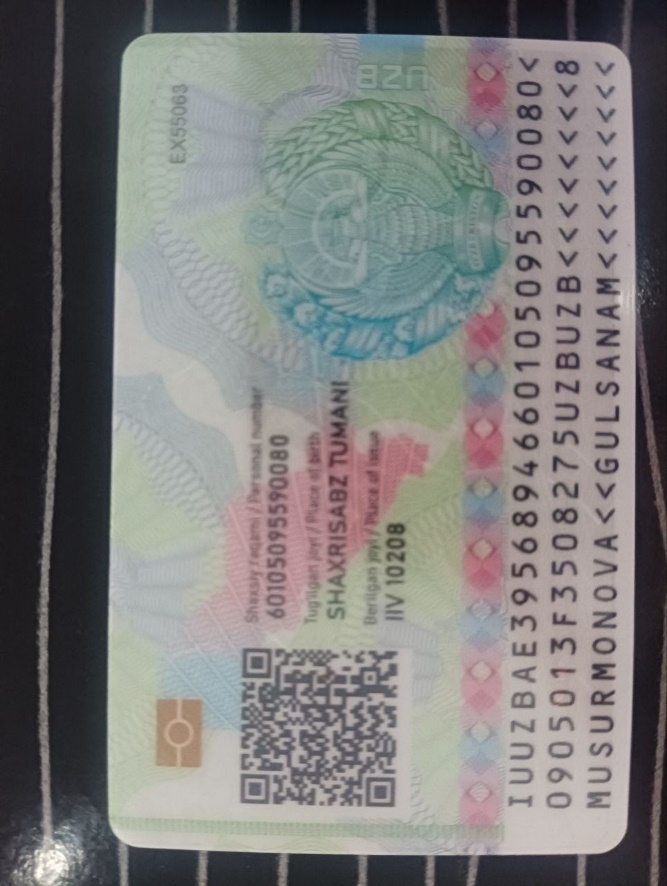 EX55063
UZB
Shaxsiy raqami / Personal number
60105095590080
Tug'ilgan joyi / Place of birth
SHAXRISABZ TUMANI
Berilgan joyi / Place of issue
IIV 10208
IUUZBAE3956894660105095590080<
0905013F3508275UZBUZB<<<<<<<<8
MUSURMONOVA<<GULSANAM<<<<<<<<<